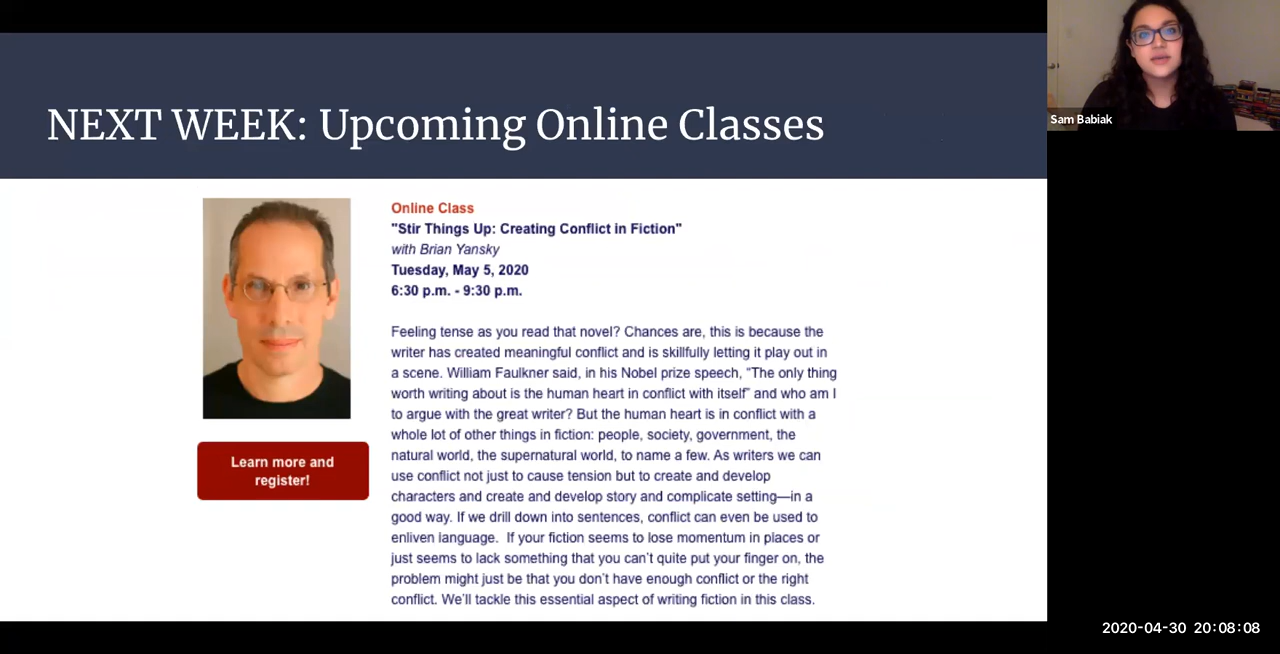 NEXT WEEK: Upcoming Online Classes
Sam Babiak
Online Class
"Stir Things Up: Creating Conflict in Fiction"
with Brian Yansky
Tuesday, May 5, 2020
6:30 p.m. - 9:30 p.m.
Feeling tense as you read that novel? Chances are, this is because the
writer has created meaningful conflict and is skillfully letting it play out in
a scene. William Faulkner said, in his Nobel prize speech, “The only thing
worth writing about is the human heart in conflict with itself” and who am I
to argue with the great writer? But the human heart is in conflict with a
whole lot of other things in fiction: people, society, government, the
natural world, the supernatural world, to name a few. As writers we can
use conflict not just to cause tension but to create and develop
characters and create and develop story and complicate setting—in a
good way. If we drill down into sentences, conflict can even be used to
enliven language.  If your fiction seems to lose momentum in places or
just seems to lack something that you can’t quite put your finger on, the
problem might just be that you don’t have enough conflict or the right
conflict. We’ll tackle this essential aspect of writing fiction in this class.
Learn more and
register!
2020-04-30 20:08:08